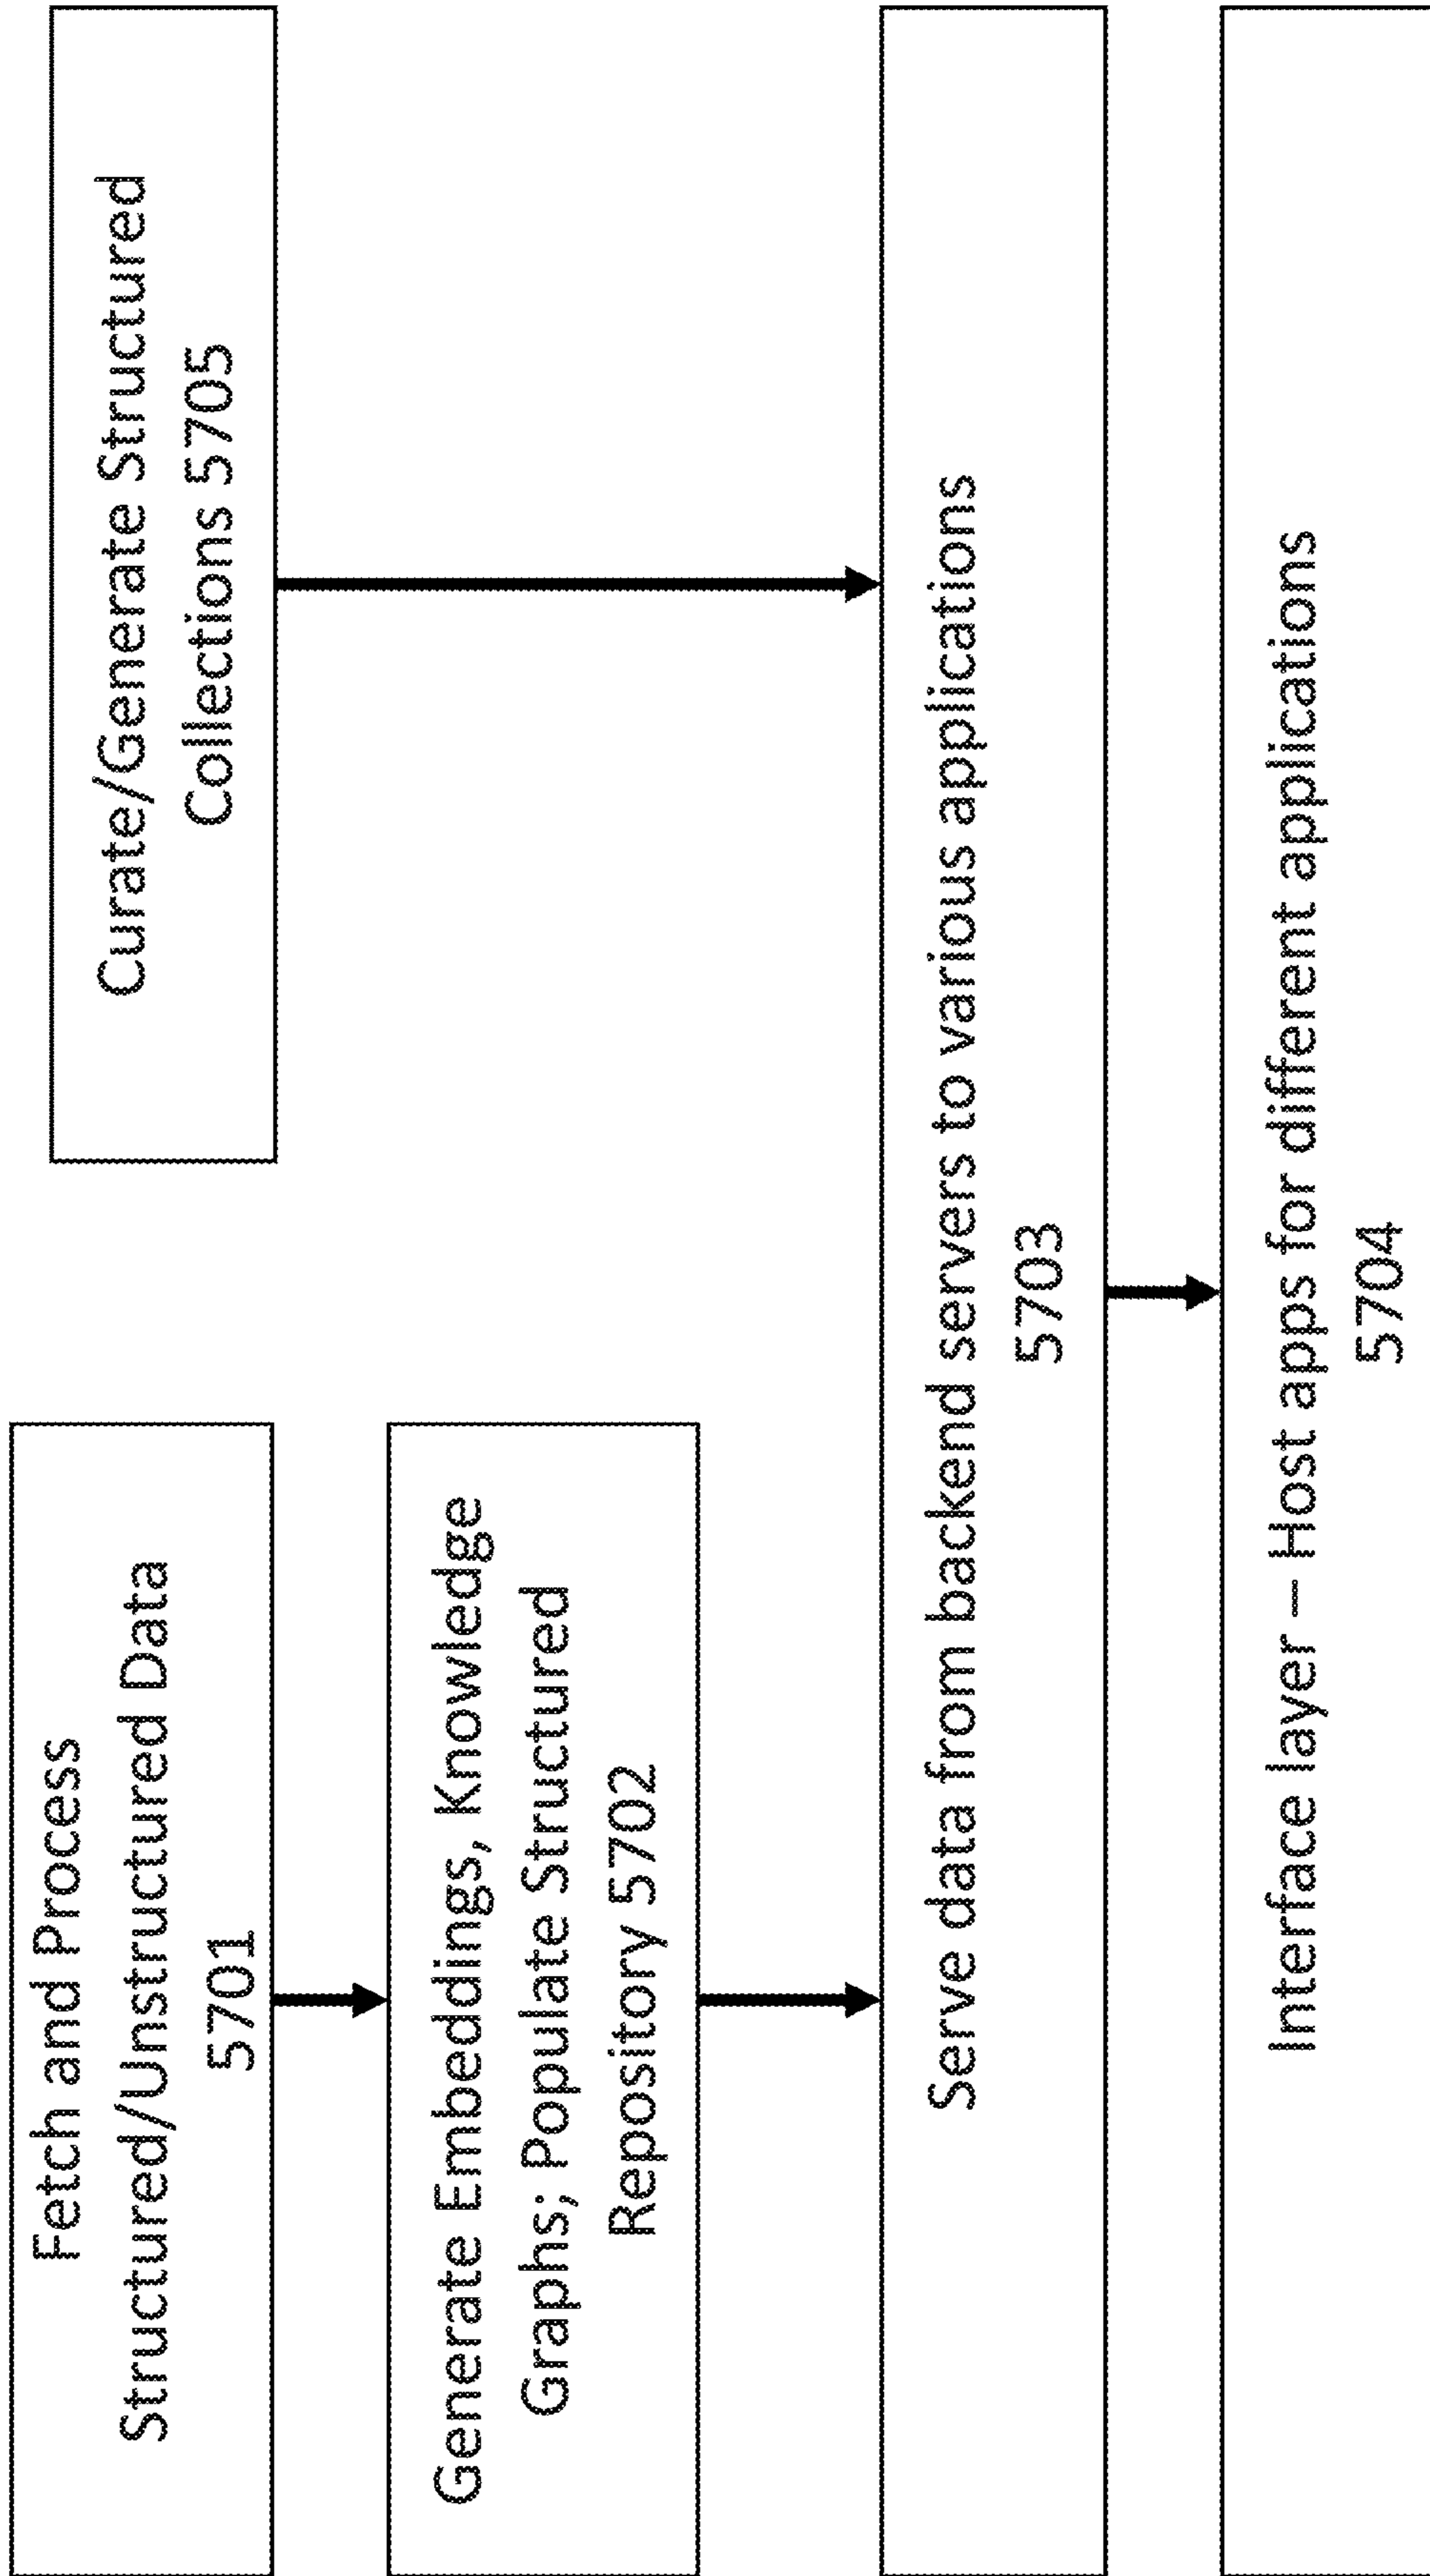 Fetch and Process
Structured/Unstructured Data
5701
Curate/Generate Structured
Collections 5705
Generate Embeddings, Knowledge
Graphs; Populate Structured
Repository 5702
Serve data from backend servers to various applications
5703
Interface layer – Host apps for different applications
5704